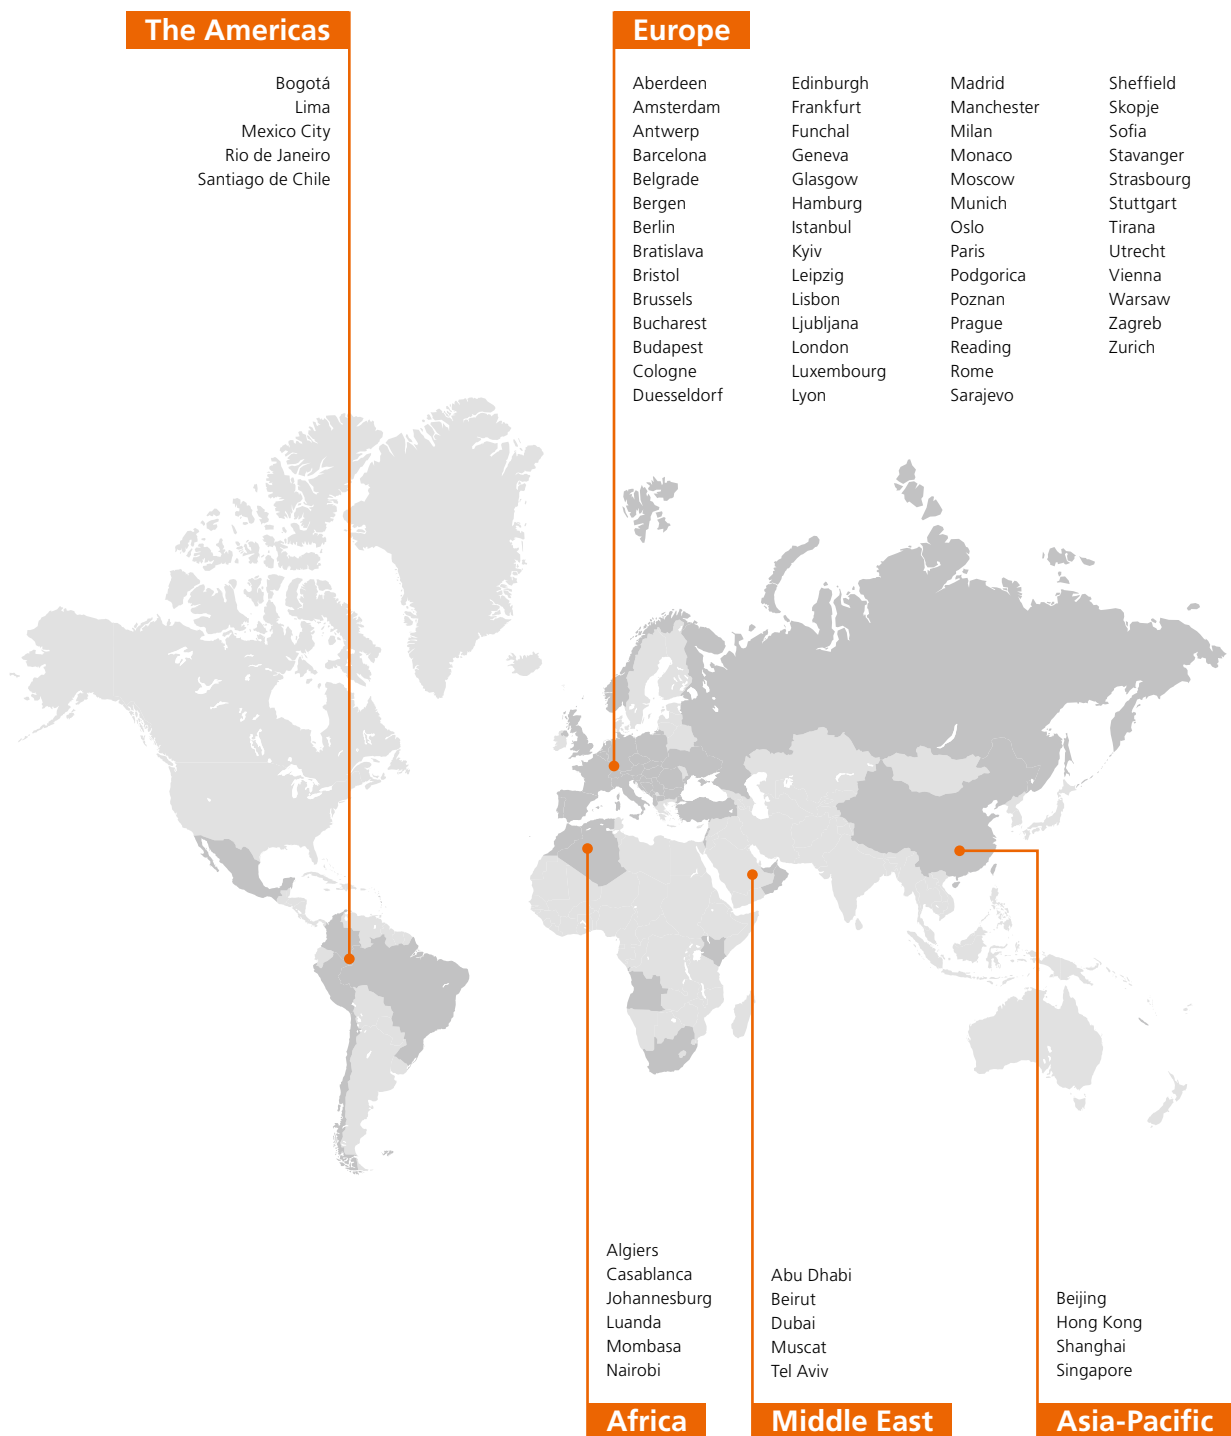 The Americas
Bogotá
Lima
Mexico City
Rio de Janeiro
Santiago de Chile
Europe
Aberdeen
Amsterdam
Antwerp
Barcelona
Belgrade
Bergen
Berlin
Bratislava
Bristol
Brussels
Bucharest
Budapest
Cologne
Duesseldorf
Edinburgh
Frankfurt
Funchal
Geneva
Glasgow
Hamburg
Istanbul
Kyiv
Leipzig
Lisbon
Ljubljana
London
Luxembourg
Lyon
Madrid
Manchester
Milan
Monaco
Moscow
Munich
Oslo
Paris
Podgorica
Poznan
Prague
Reading
Rome
Sarajevo
Sheffield
Skopje
Sofia
Stavanger
Strasbourg
Stuttgart
Tirana
Utrecht
Vienna
Warsaw
Zagreb
Zurich
Algiers
Casablanca
Johannesburg
Luanda
Mombasa
Nairobi
Africa
Abu Dhabi
Beirut
Dubai
Muscat
Tel Aviv
Middle East
Beijing
Hong Kong
Shanghai
Singapore
Asia-Pacific